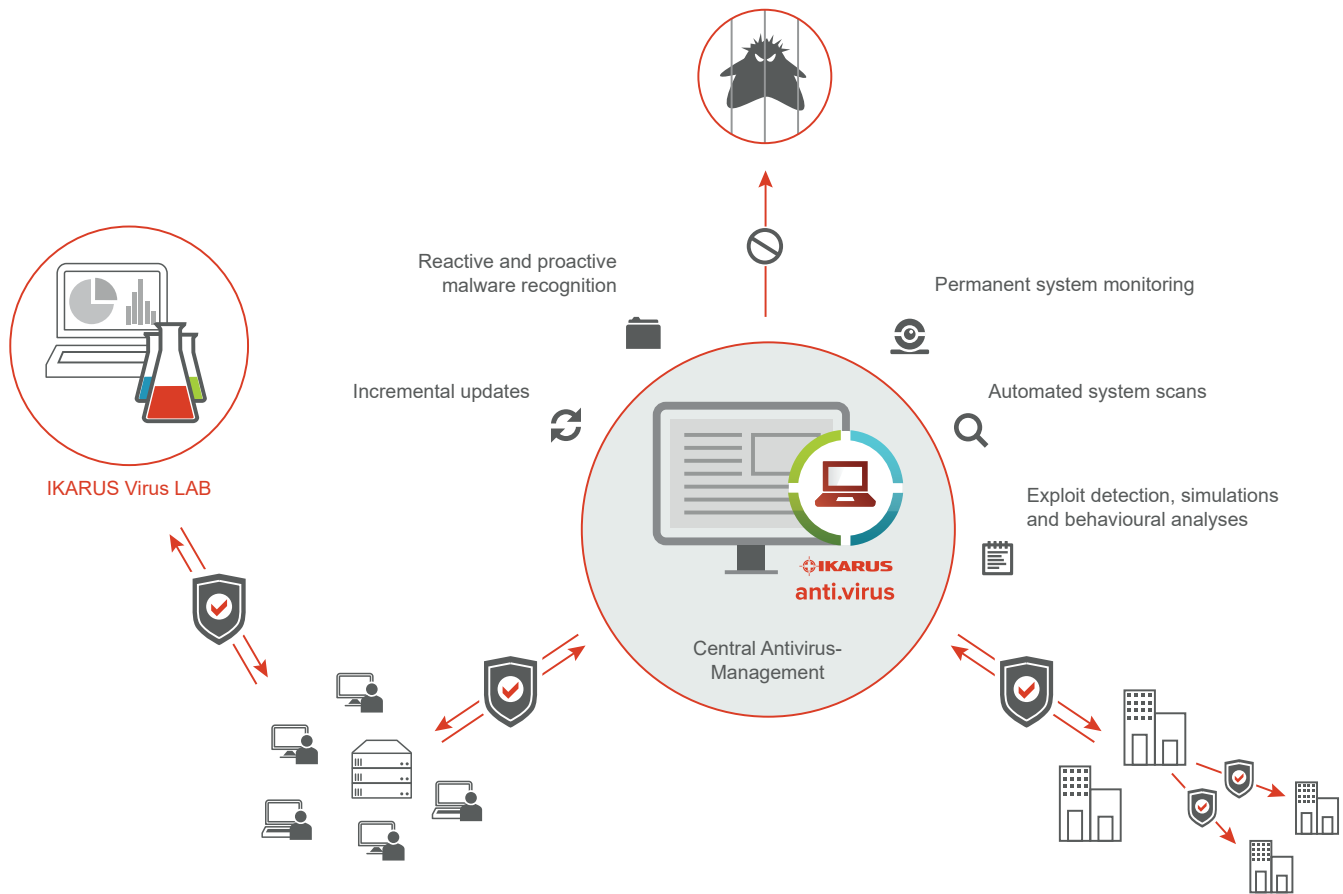 Reactive and proactive
malware recognition
Permanent system monitoring
Incremental updates
Automated system scans
IKARUS Virus LAB
Exploit detection, simulations
and behavioural analyses
IKARUS
anti.virus
Central Antivirus-
Management